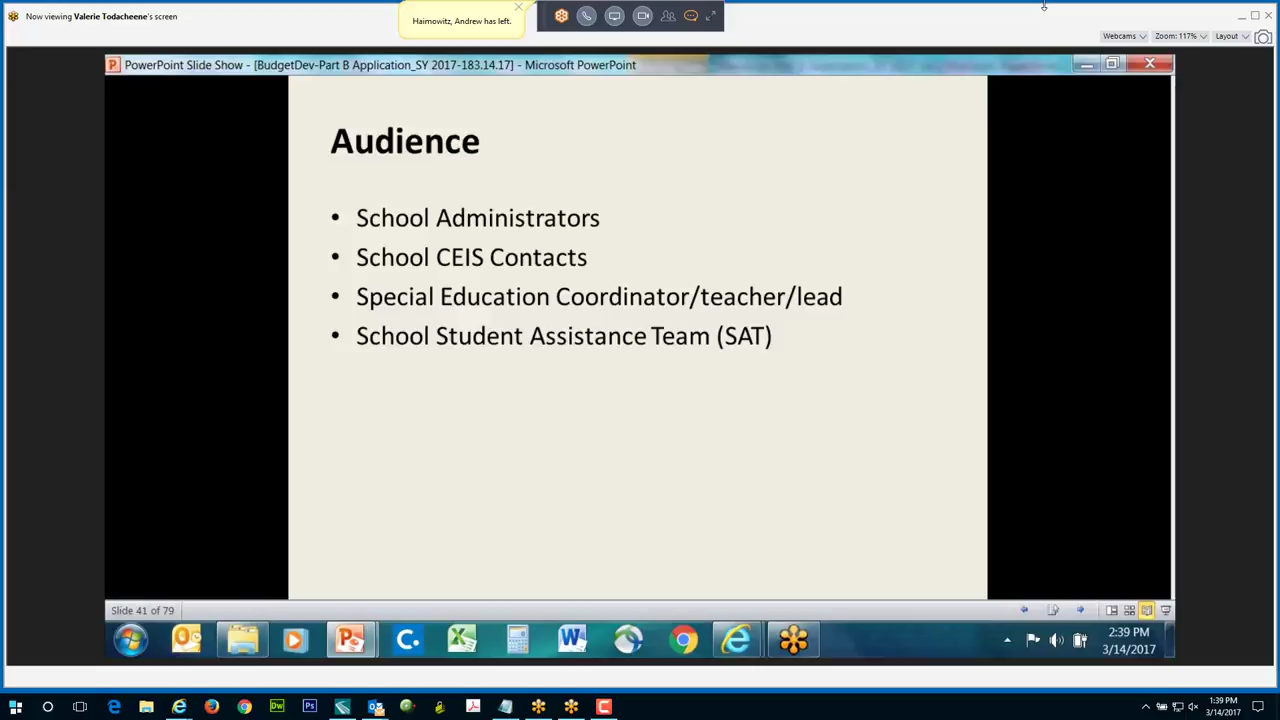 Now viewing Valerie Todacheene's screen
Haimowitz, Andrew has left.
Webcams
Zoom: 117%
Layout
PowerPoint Slide Show - [BudgetDev-Part B Application_SY 2017-183.14.17] - Microsoft PowerPoint
Audience
• School Administrators
• School CEIS Contacts
• Special Education Coordinator/teacher/lead
• School Student Assistance Team (SAT)
Slide 41 of 79
2:39 PM
3/14/2017
1:39 PM
3/14/2017